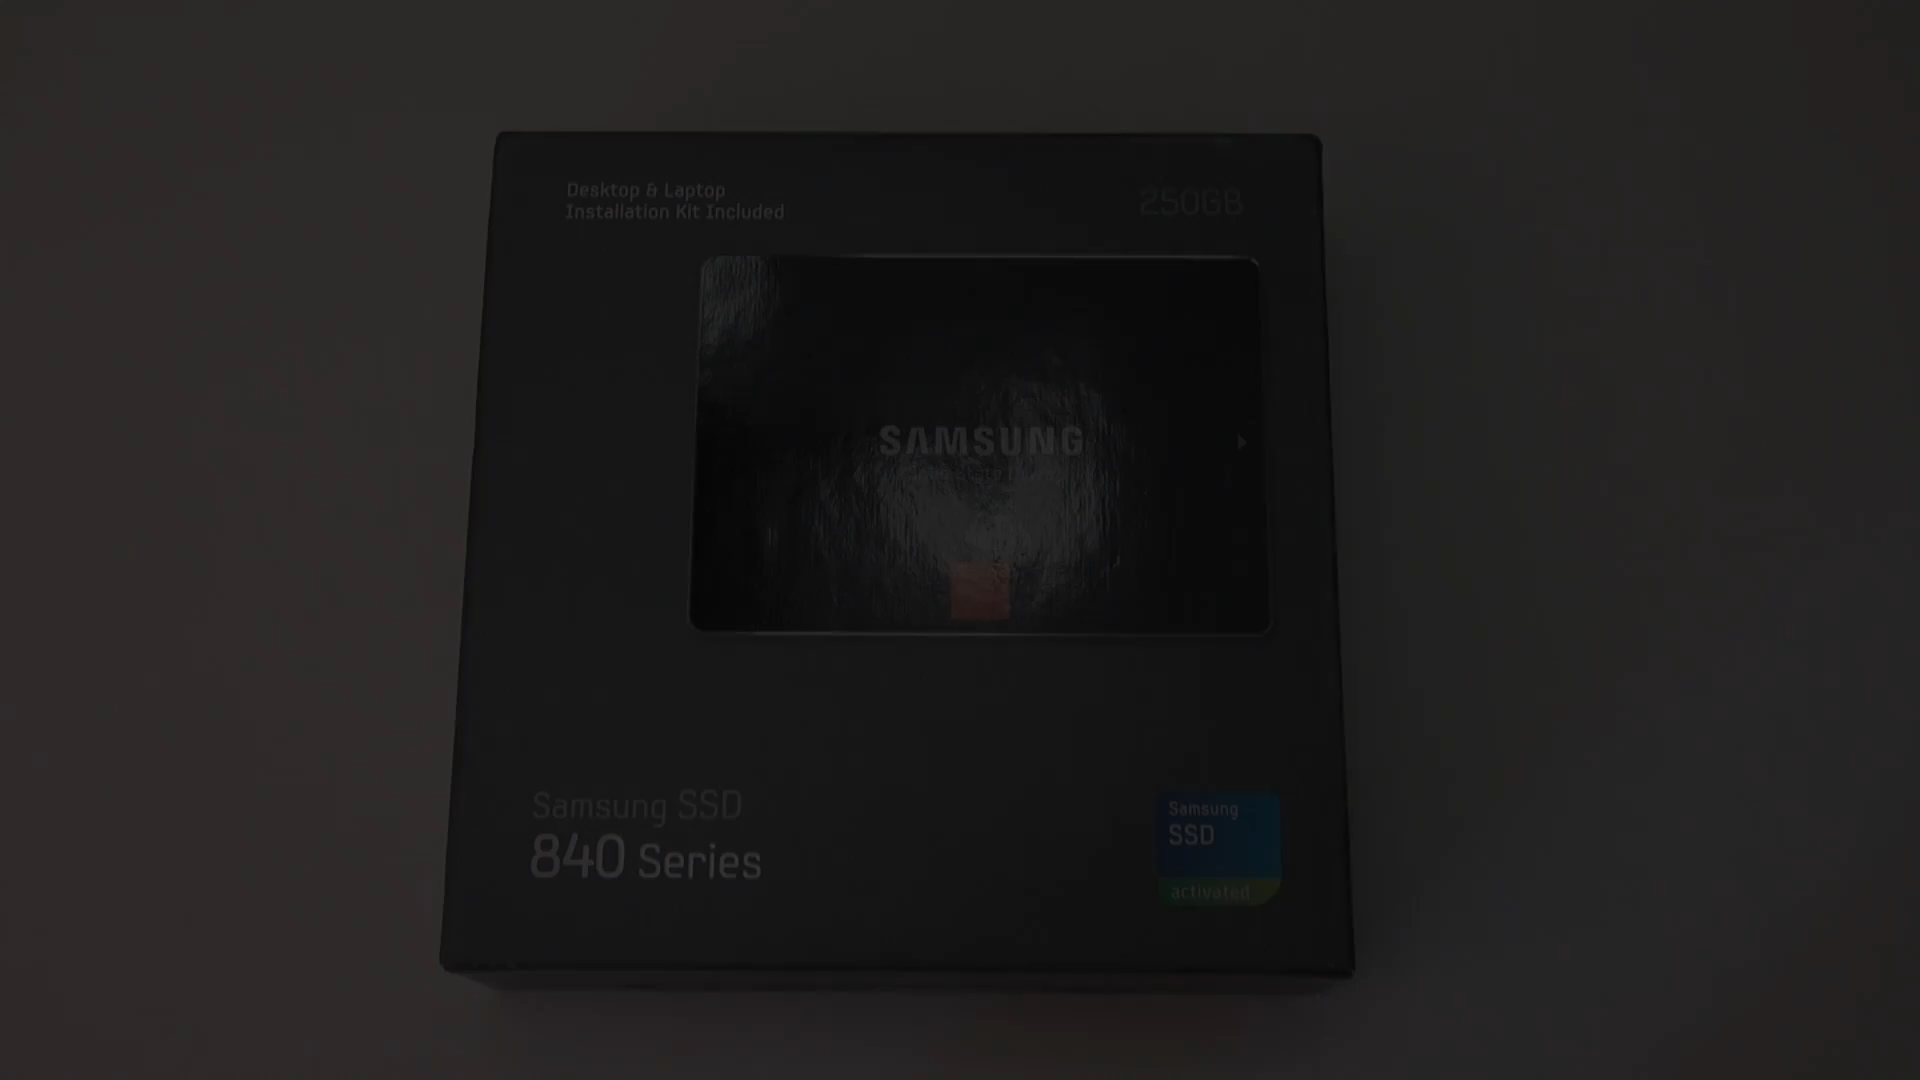 Desktop & Laptop
Installation Kit Included
250GB
SAMSUNG
Samsung SSD
840 Series
Samsung
SSD
activated